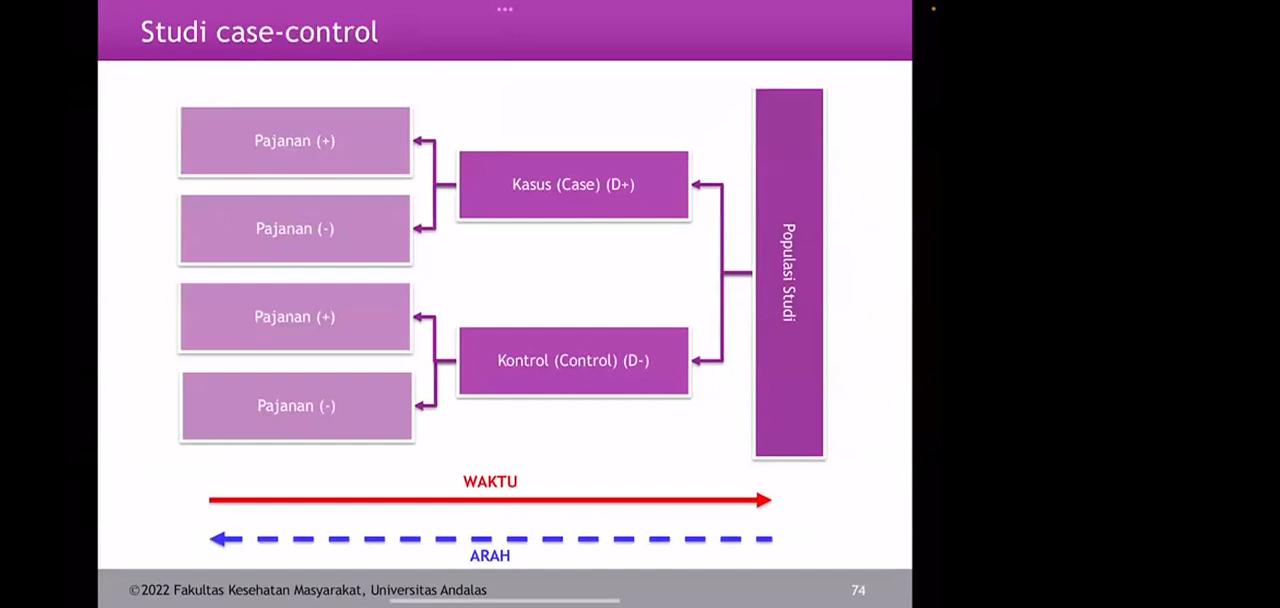 Studi case-control
Pajanan (+)
Pajanan (-)
Pajanan (+)
Pajanan (-)
Kasus (Case) (D+)
Kontrol (Control) (D-)
Populasi Studi
WAKTU
ARAH
©2022 Fakultas Kesehatan Masyarakat, Universitas Andalas
74